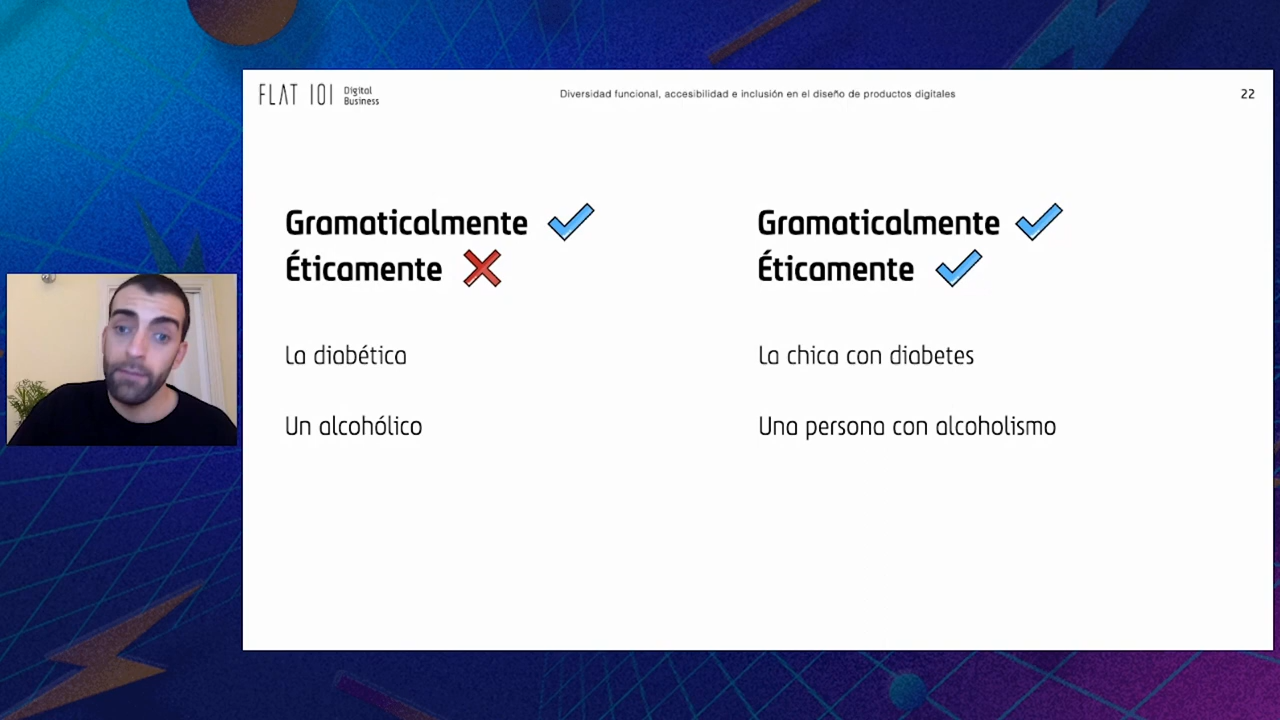 FLAT 101 Digital Business
Diversidad funcional, accesibilidad e inclusión en el diseño de productos digitales
22
Gramaticalmente
Éticamente
La diabética
Un alcohólico
Gramaticalmente
Éticamente
La chica con diabetes
Una persona con alcoholismo